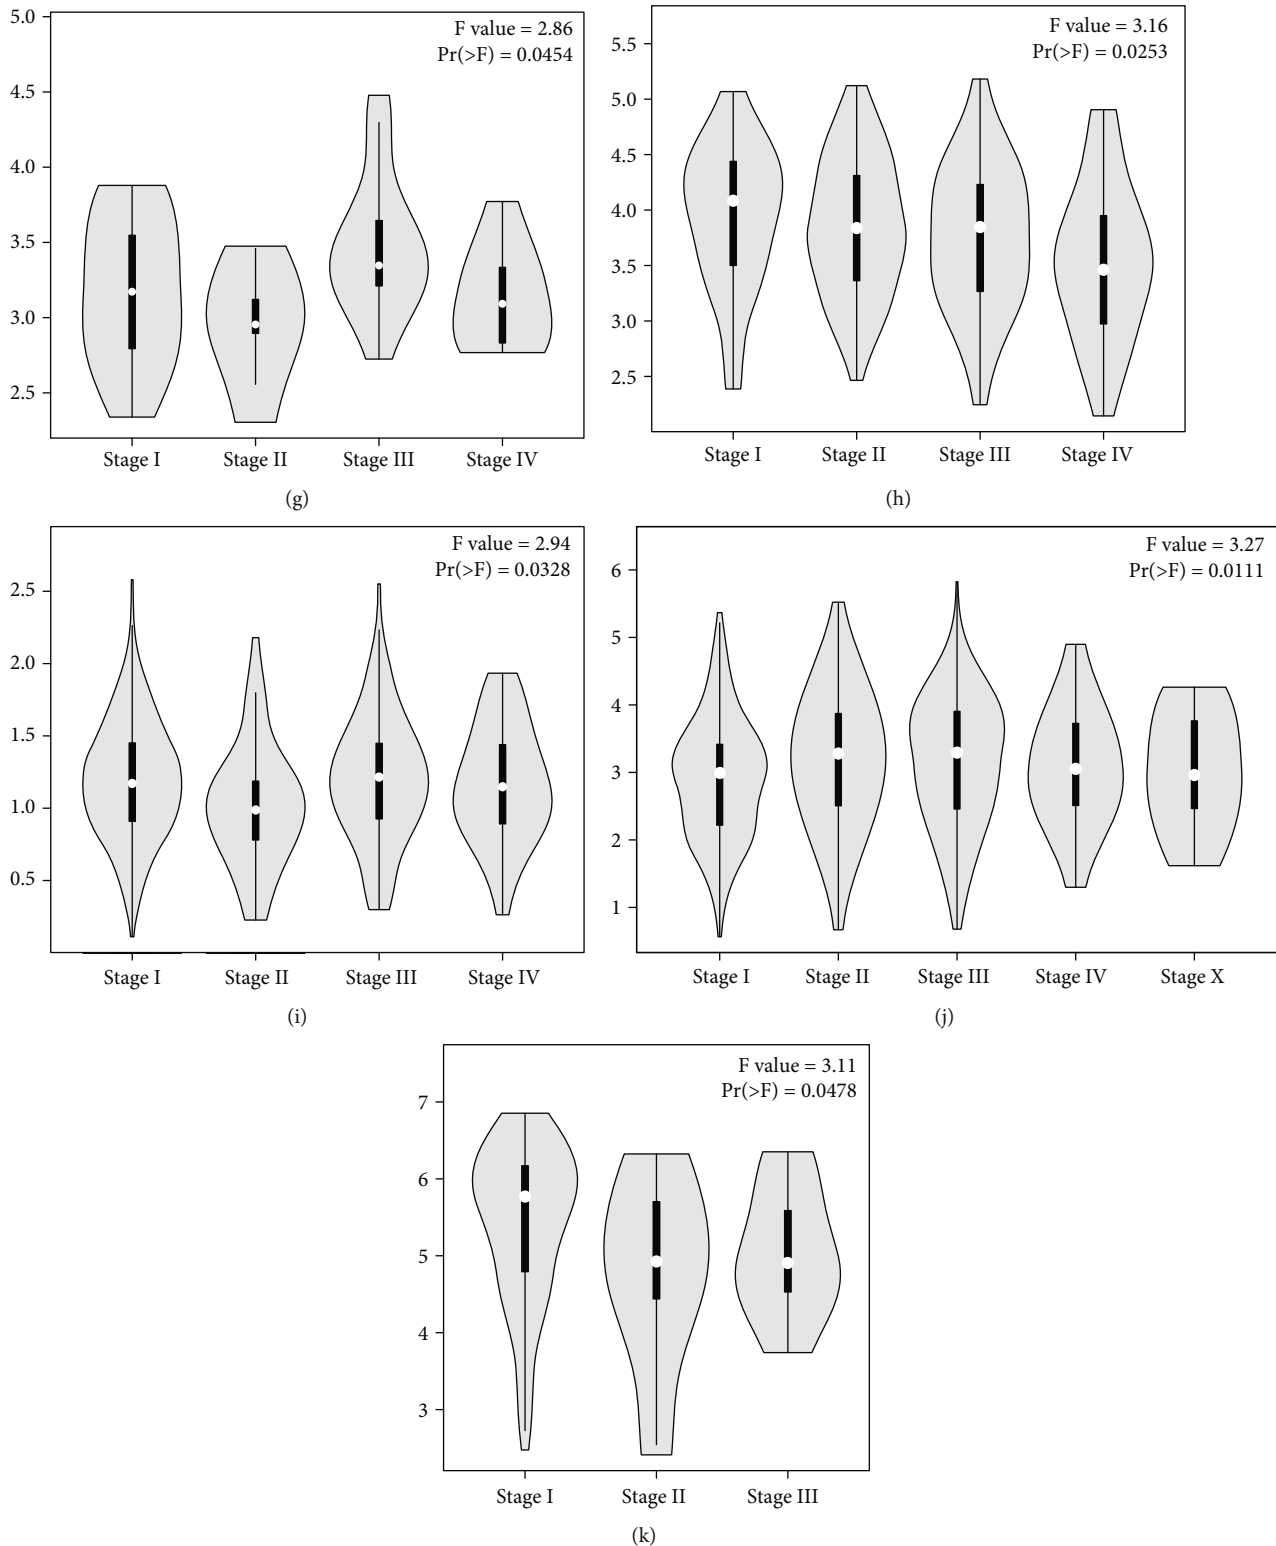 F value = 2.86
Pr(>F) = 0.0454
5.0
4.5
4.0
3.5
3.0
2.5
Stage I Stage II Stage III Stage IV
(g)
F value = 3.16
Pr(>F) = 0.0253
5.5
5.0
4.5
4.0
3.5
3.0
2.5
Stage I Stage II Stage III Stage IV
(h)
F value = 2.94
Pr(>F) = 0.0328
2.5
2.0
1.5
1.0
0.5
Stage I Stage II Stage III Stage IV
(i)
F value = 3.27
Pr(>F) = 0.0111
6
5
4
3
2
1
Stage I Stage II Stage III Stage IV Stage X
(j)
F value = 3.11
Pr(>F) = 0.0478
7
6
5
4
3
Stage I Stage II Stage III
(k)